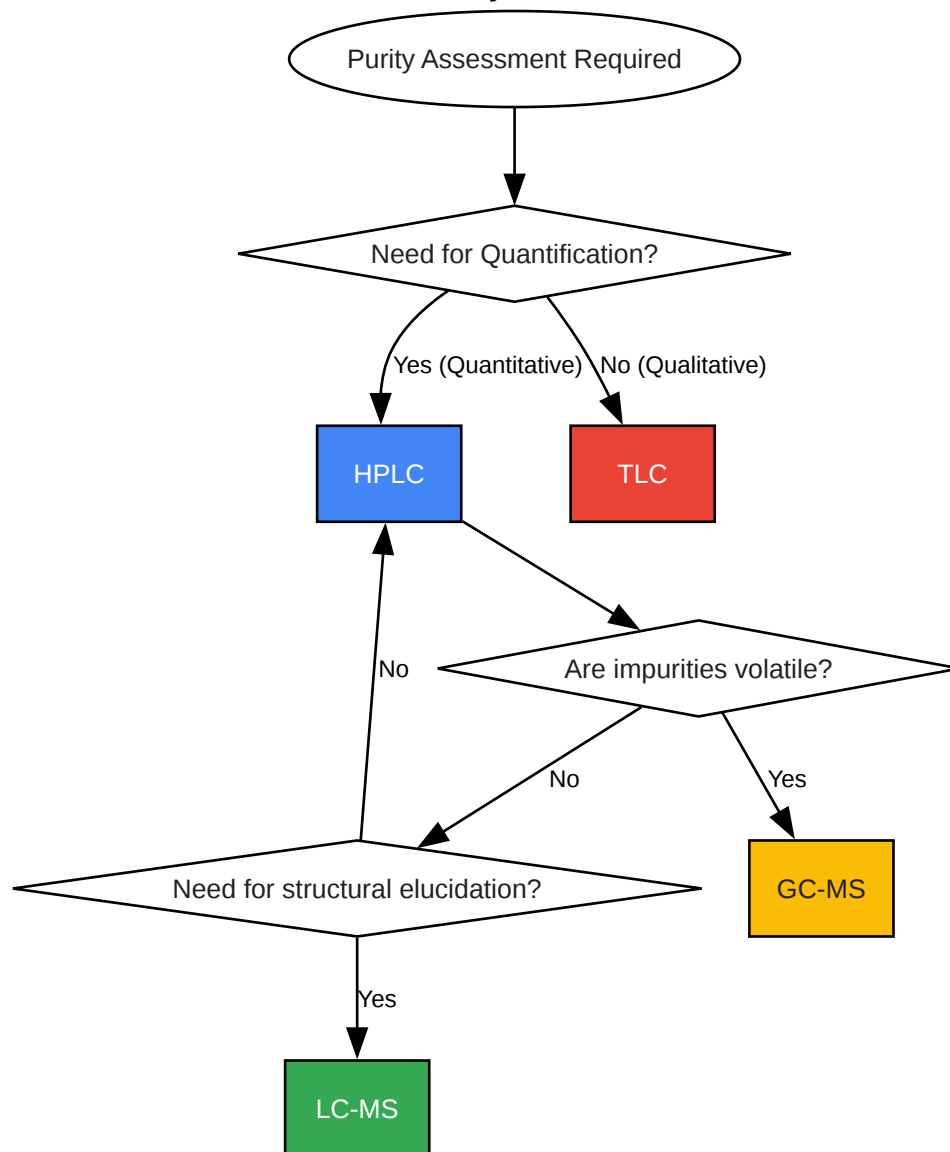 Purity Assessment Required
Need for Quantification?
Yes (Quantitative)
No (Qualitative)
HPLC
TLC
No
Are impurities volatile?
No
Yes
Need for structural elucidation?
GC-MS
Yes
LC-MS